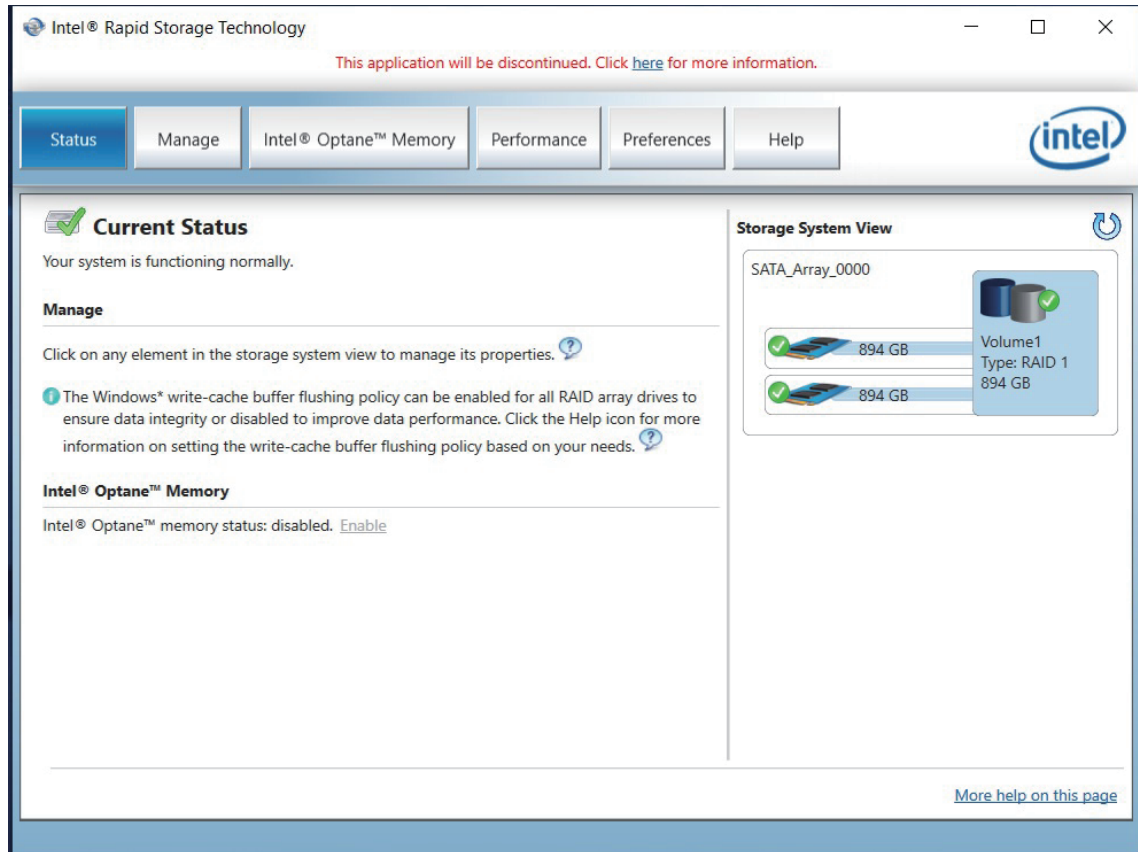 Intel® Rapid Storage Technology
This application will be discontinued. Click here for more information.
Status
Manage
Intel® Optane™ Memory
Performance
Preferences
Help
intel
Current Status
Your system is functioning normally.
Manage
Click on any element in the storage system view to manage its properties.
The Windows* write-cache buffer flushing policy can be enabled for all RAID array drives to
ensure data integrity or disabled to improve data performance. Click the Help icon for more
information on setting the write-cache buffer flushing policy based on your needs.
Intel® Optane™ Memory
Intel® Optane™ memory status: disabled. Enable
Storage System View
SATA_Array_0000
894 GB
894 GB
Volume1
Type: RAID 1
894 GB
More help on this page